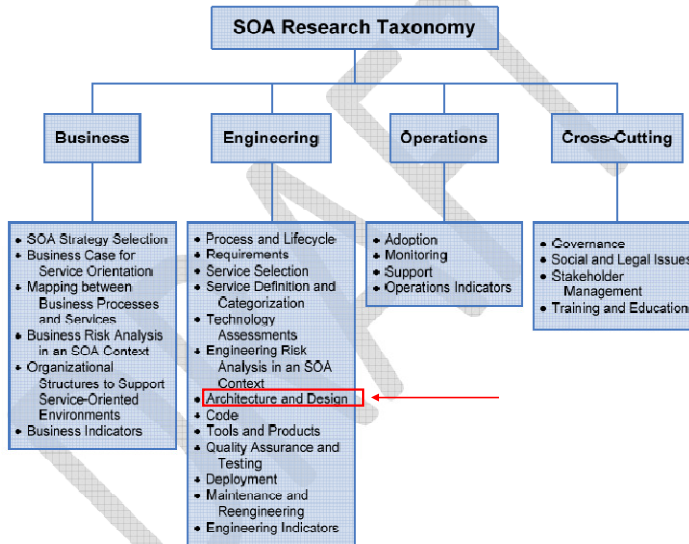 SOA Research Taxonomy
Business
Engineering
Operations
Cross-Cutting
• SOA Strategy Selection
• Business Case for
Service Orientation
• Mapping between
Business Processes
and Services
• Business Risk Analysis
in an SOA Context
• Organizational
Structures to Support
Service-Oriented
Environments
• Business Indicators
• Process and Lifecycle
• Requirements
• Service Selection
• Service Definition and
Categorization
• Technology
Assessments
• Engineering Risk
Analysis in an SOA
Context
• Architecture and Design
• Code
• Tools and Products
• Quality Assurance and
Testing
• Deployment
• Maintenance and
Reengineering
• Engineering Indicators
• Adoption
• Monitoring
• Support
• Operations Indicators
• Governance
• Social and Legal Issues
• Stakeholder
Management
• Training and Education
DRAFT